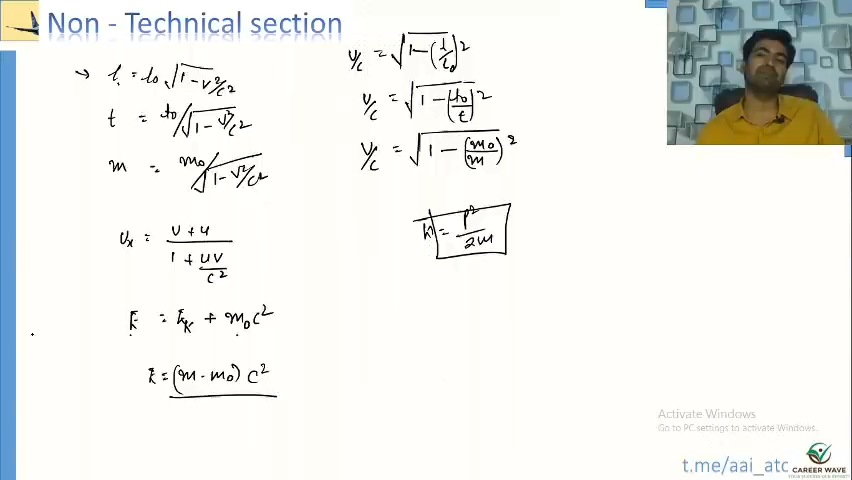 Non - Technical section
→ l = l₀ √(1 - v²/c²)
t = t₀/√(1 - v²/c²)
m = m₀/√(1 - v²/c²)
uₓ = (v + u)/(1 + uv/c²)
E = Eₖ + m₀c²
E = (m - m₀) c²
v/c = √(1 - (l/l₀)²)
v/c = √(1 - (t₀/t)²)
v/c = √(1 - (m₀/m)²)
= p²/2m
Activate Windows
Go to PC settings to activate Windows.
t.me/aai_atc
CAREER WAVE